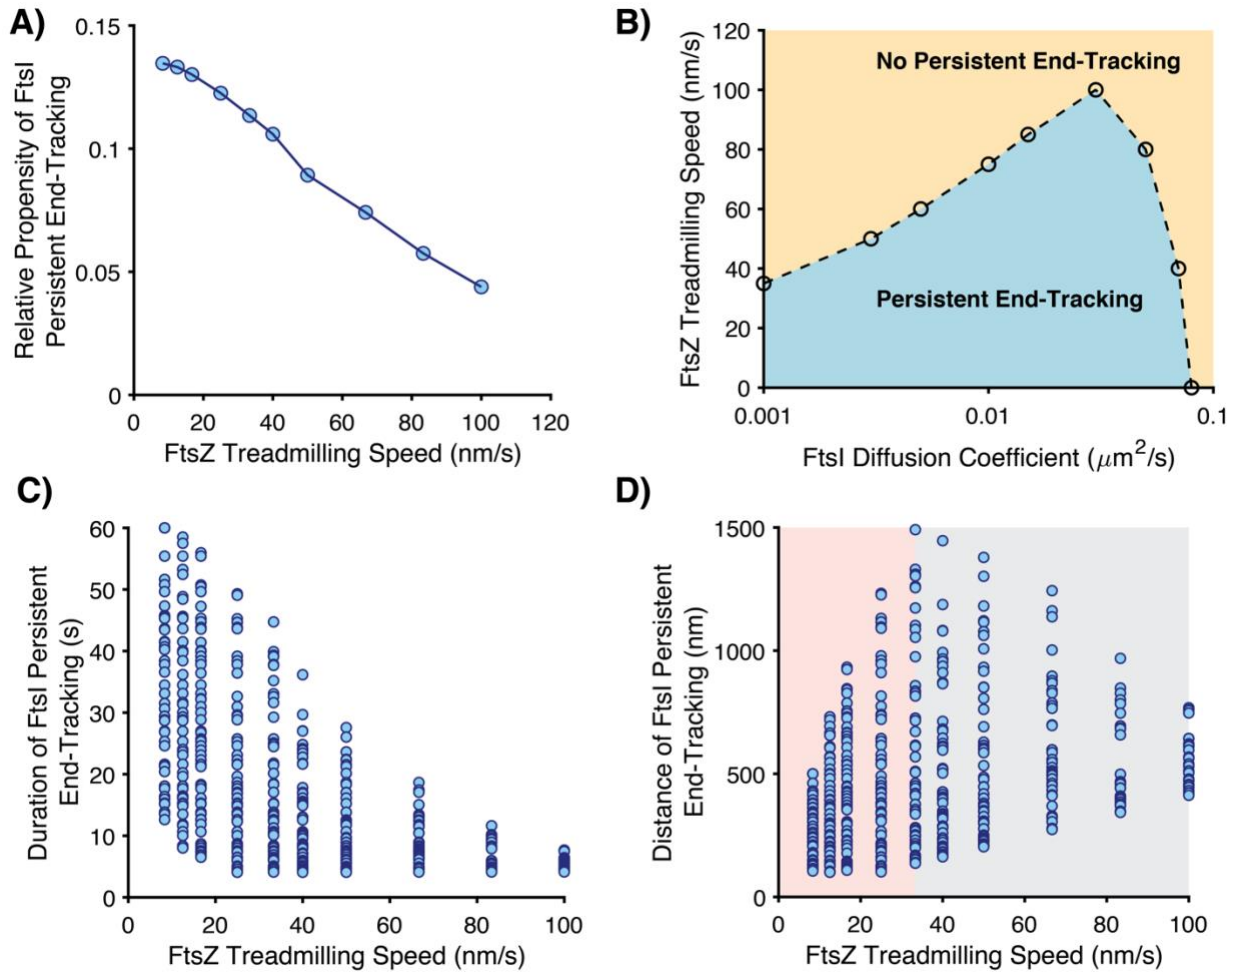 A)
Relative Propensity of FtsI
Persistent End-Tracking
0.15
0.1
0.05
0
0 20 40 60 80 100 120
FtsZ Treadmilling Speed (nm/s)
B)
FtsZ Treadmilling Speed (nm/s)
120
100
80
60
40
20
0
No Persistent End-Tracking
Persistent End-Tracking
0.001 0.01 0.1
FtsI Diffusion Coefficient (μm²/s)
C)
Duration of FtsI Persistent
End-Tracking (s)
60
50
40
30
20
10
0
0 20 40 60 80 100
FtsZ Treadmilling Speed (nm/s)
D)
Distance of FtsI Persistent
End-Tracking (nm)
1500
1000
500
0
0 20 40 60 80 100
FtsZ Treadmilling Speed (nm/s)